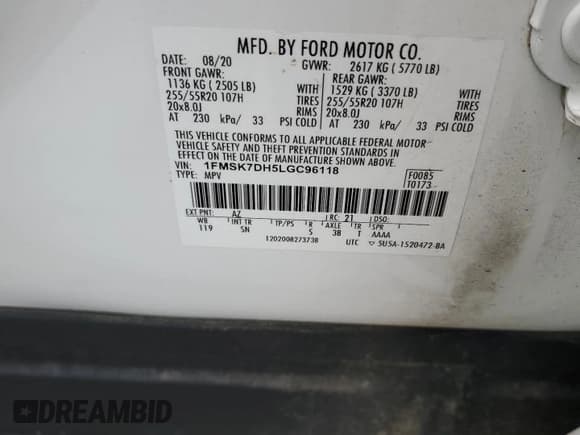 MFD. BY FORD MOTOR CO.
DATE: 08/20 GVWR: 2617 KG ( 5770 LB)
FRONT GAWR: REAR GAWR:
1136 KG ( 2505 LB) WITH 1529 KG ( 3370 LB) WITH
255/55R20 107H TIRES 255/55R20 107H TIRES
20x8.0J RIMS 20x8.0J RIMS
AT 230 kPa/ 33 PSI COLD AT 230 kPa/ 33 PSI COLD
THIS VEHICLE CONFORMS TO ALL APPLICABLE FEDERAL MOTOR
VEHICLE SAFETY AND THEFT PREVENTION STANDARDS IN EFFECT ON
THE DATE OF MANUFACTURE SHOWN ABOVE.
VIN: 1FMSK7DH5LGC96118 F0085
TYPE: MPV T0173
EXT PNT: AZ RC: 21 DSO:
WB INT TR TP/PS R AXLE TR SPR
119 SN S 3B T AAAA
1202008273738 UTC 5U5A-1520472-BA
DREAMBID